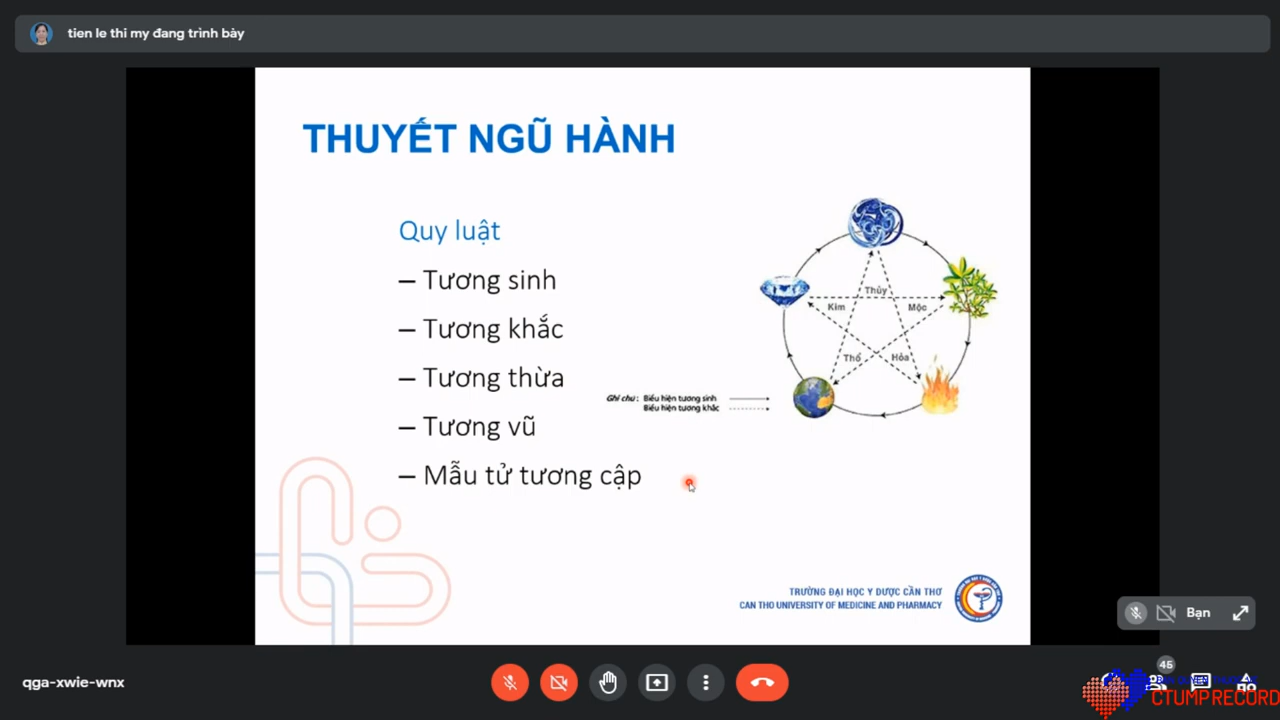 tien le thi my đang trình bày
THUYẾT NGŨ HÀNH
Quy luật
– Tương sinh
– Tương khắc
– Tương thừa
– Tương vũ
– Mẫu tử tương cập
Thủy
Kim
Mộc
Thổ
Hỏa
Ghi chú : Biểu hiện tương sinh
Biểu hiện tương khắc
TRƯỜNG ĐẠI HỌC Y DƯỢC CẦN THƠ
CAN THO UNIVERSITY OF MEDICINE AND PHARMACY
Bạn
qga-xwie-wnx
46
CTUMP RECORD